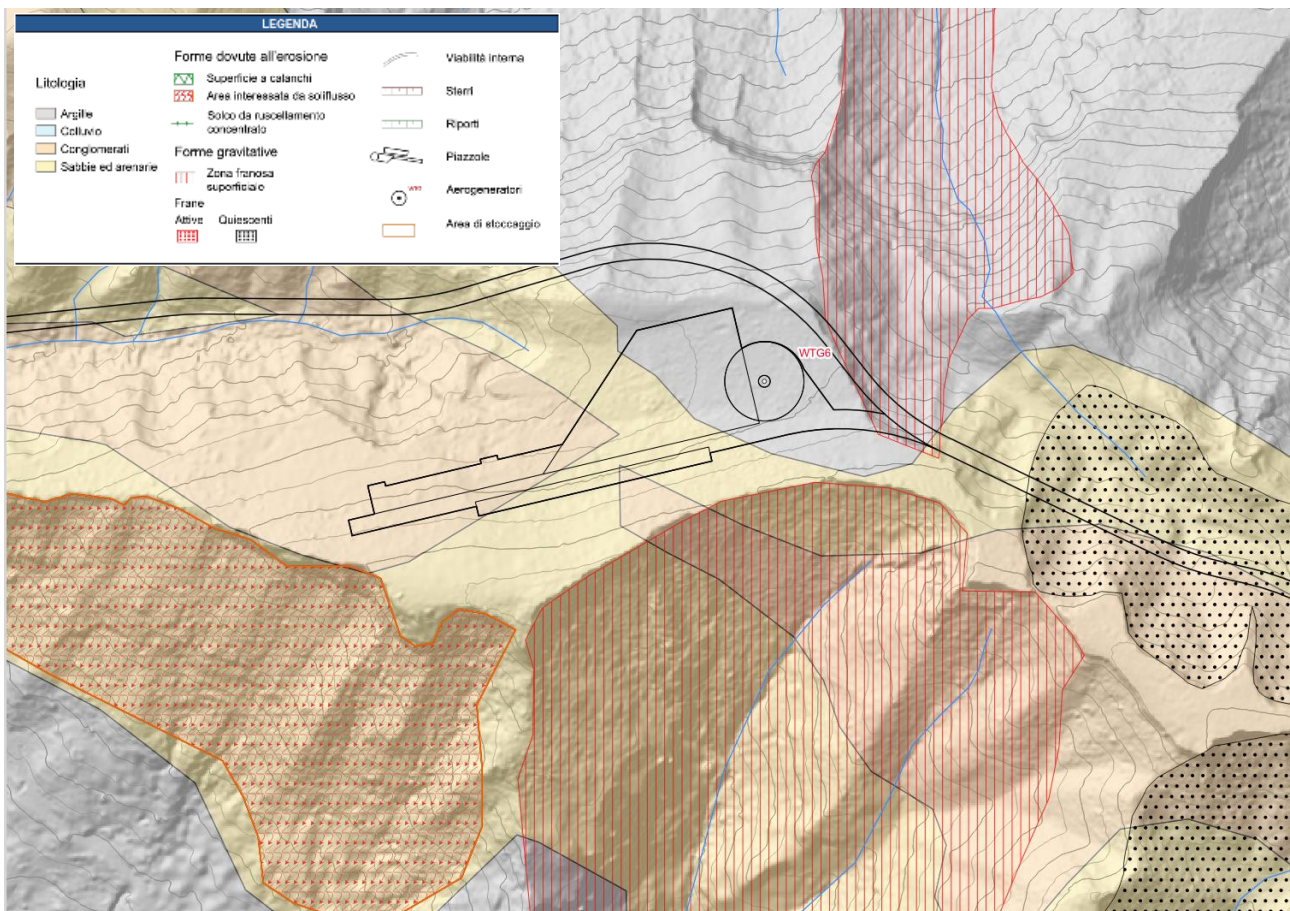 LEGENDA
Litologia
Argille
Colluvio
Conglomerati
Sabbie ed arenarie
Forme dovute all'erosione
Superficie a calanchi
Area interessata da soliflusso
Solco da ruscellamento
concentrato
Forme gravitative
Zona franosa
superficiale
Frane
Attive Quiescenti
Viabilità interna
Sterri
Riporti
Piazzole
Aerogeneratori
Area di stoccaggio
WTG6